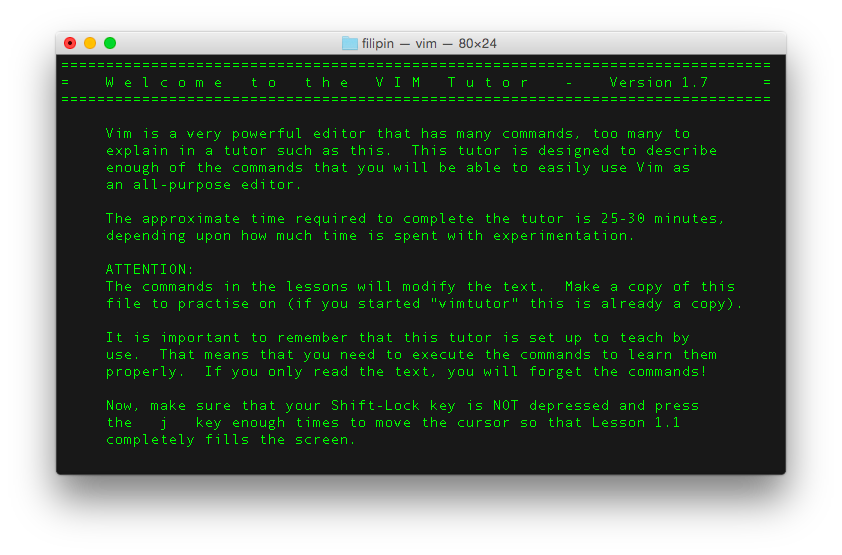 filipin — vim — 80×24
===============================================================================
=    W e l c o m e   t o   t h e   V I M   T u t o r    -    Version 1.7      =
===============================================================================
Vim is a very powerful editor that has many commands, too many to
explain in a tutor such as this.  This tutor is designed to describe
enough of the commands that you will be able to easily use Vim as
an all-purpose editor.
The approximate time required to complete the tutor is 25-30 minutes,
depending upon how much time is spent with experimentation.
ATTENTION:
The commands in the lessons will modify the text.  Make a copy of this
file to practise on (if you started "vimtutor" this is already a copy).
It is important to remember that this tutor is set up to teach by
use.  That means that you need to execute the commands to learn them
properly.  If you only read the text, you will forget the commands!
Now, make sure that your Shift-Lock key is NOT depressed and press
the   j   key enough times to move the cursor so that Lesson 1.1
completely fills the screen.